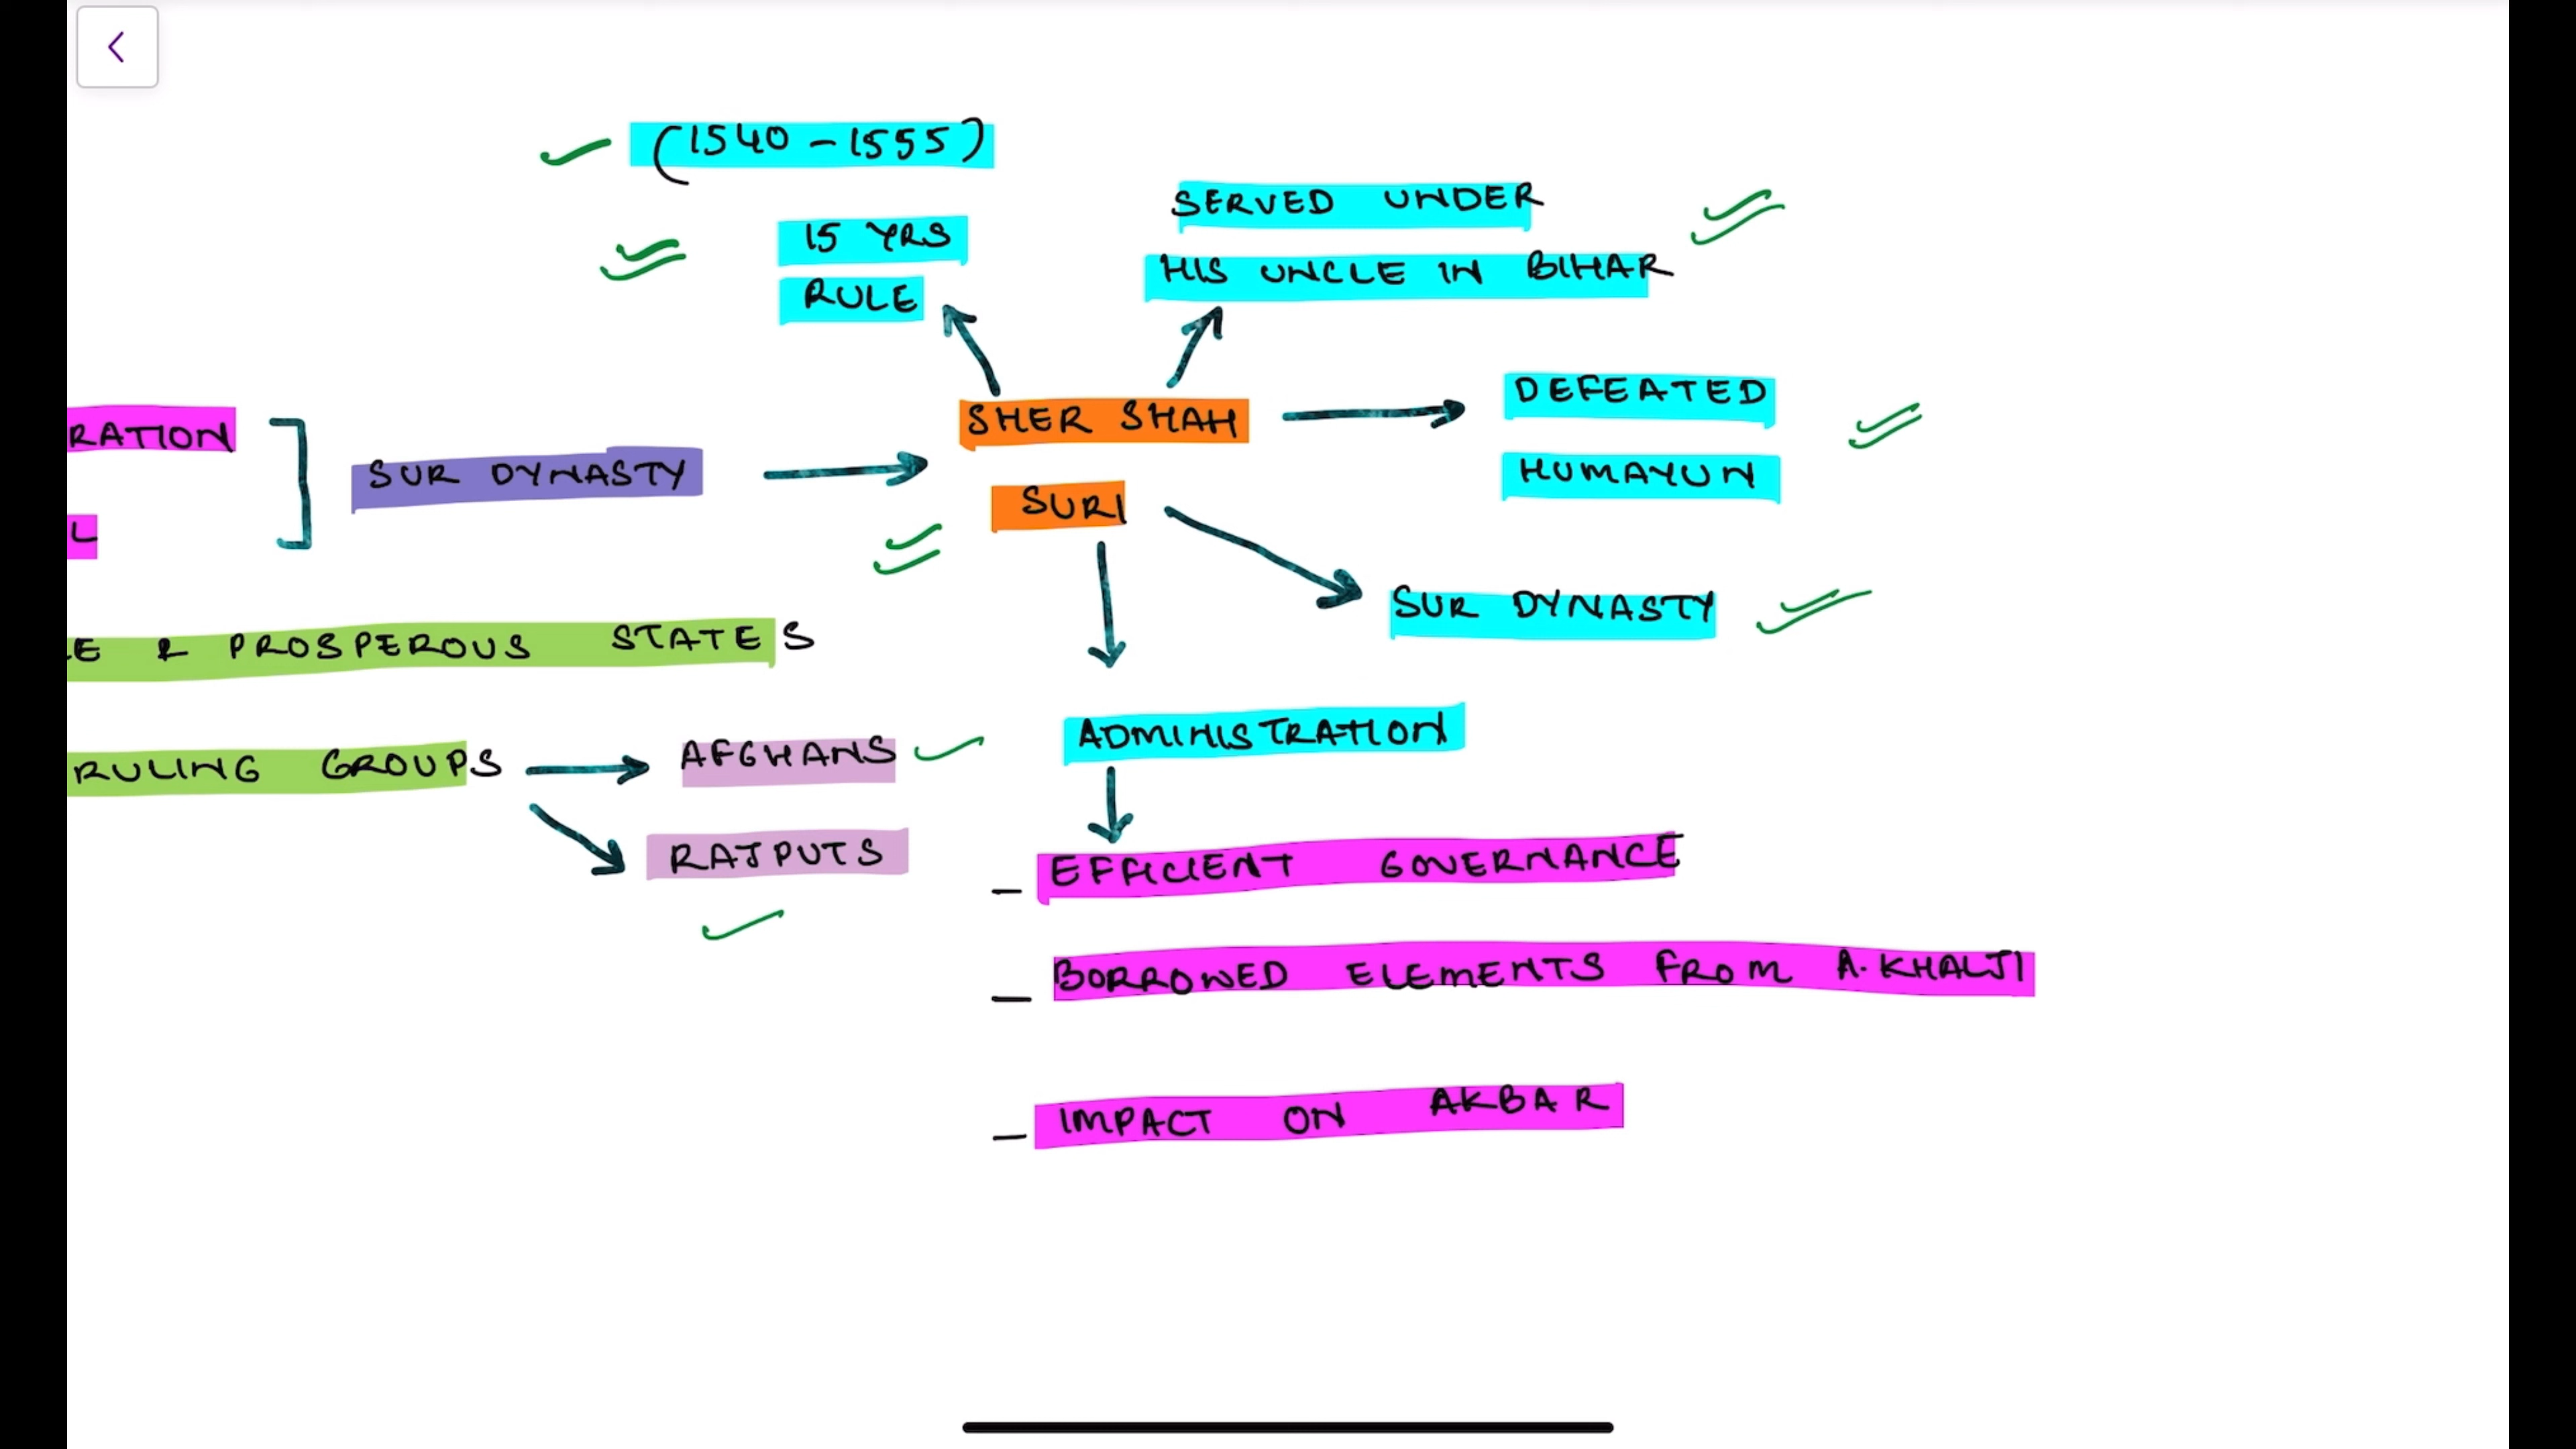 (1540 - 1555)
15 YRS
RULE
SERVED UNDER
HIS UNCLE IN BIHAR
SHER SHAH
SURI
DEFEATED
HUMAYUN
RATION
L
SUR DYNASTY
SUR DYNASTY
E & PROSPEROUS STATES
RULING GROUPS
AFGHANS
RAJPUTS
ADMINISTRATION
- EFFICIENT GOVERNANCE
- BORROWED ELEMENTS FROM A. KHALJI
- IMPACT ON AKBAR